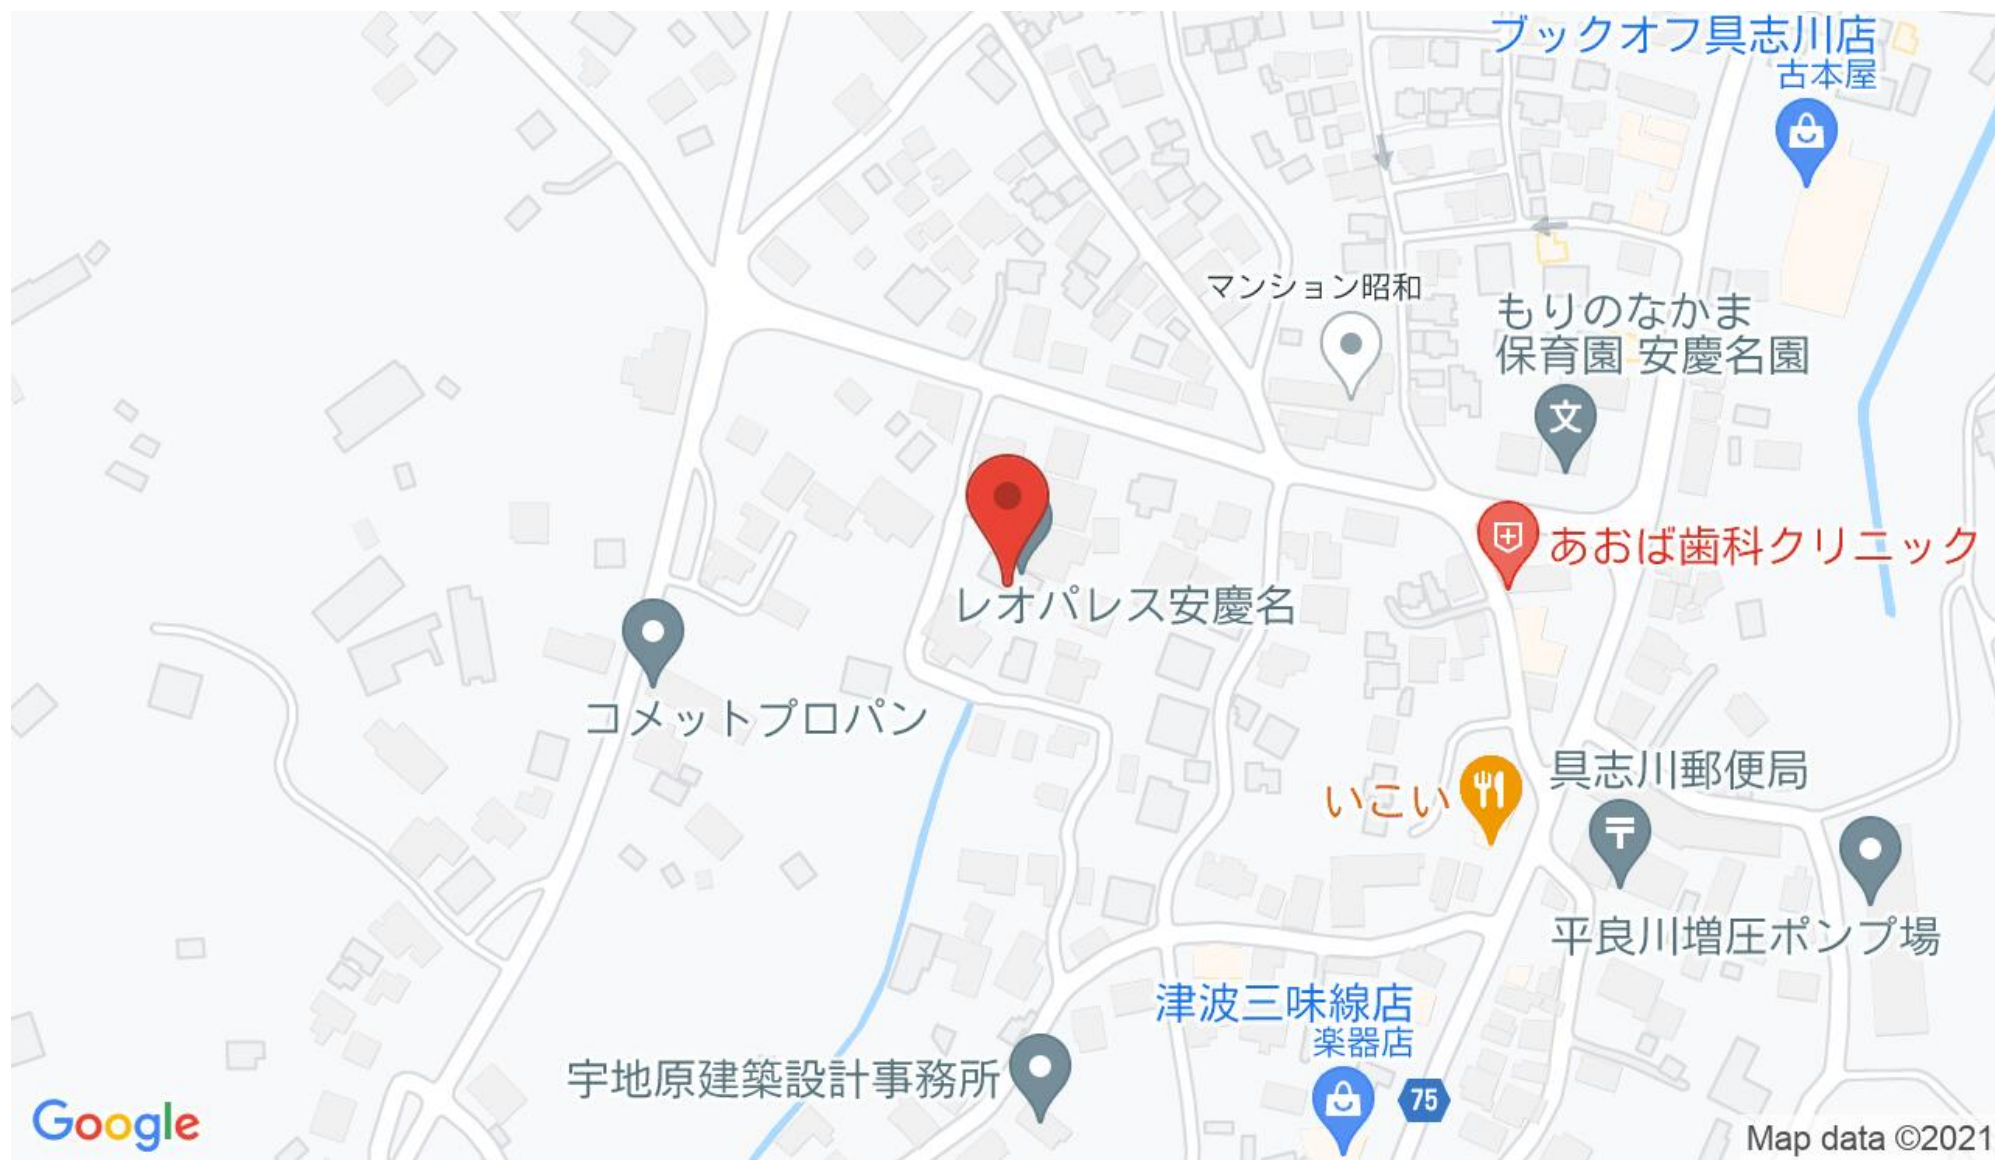 ブックオフ具志川店
古本屋
マンション昭和
もりのなかま
保育園 安慶名園
文
あおば歯科クリニック
レオパレス安慶名
コメットプロパン
具志川郵便局
いこい
〒
平良川増圧ポンプ場
津波三味線店
楽器店
宇地原建築設計事務所
75
Google
Map data ©2021